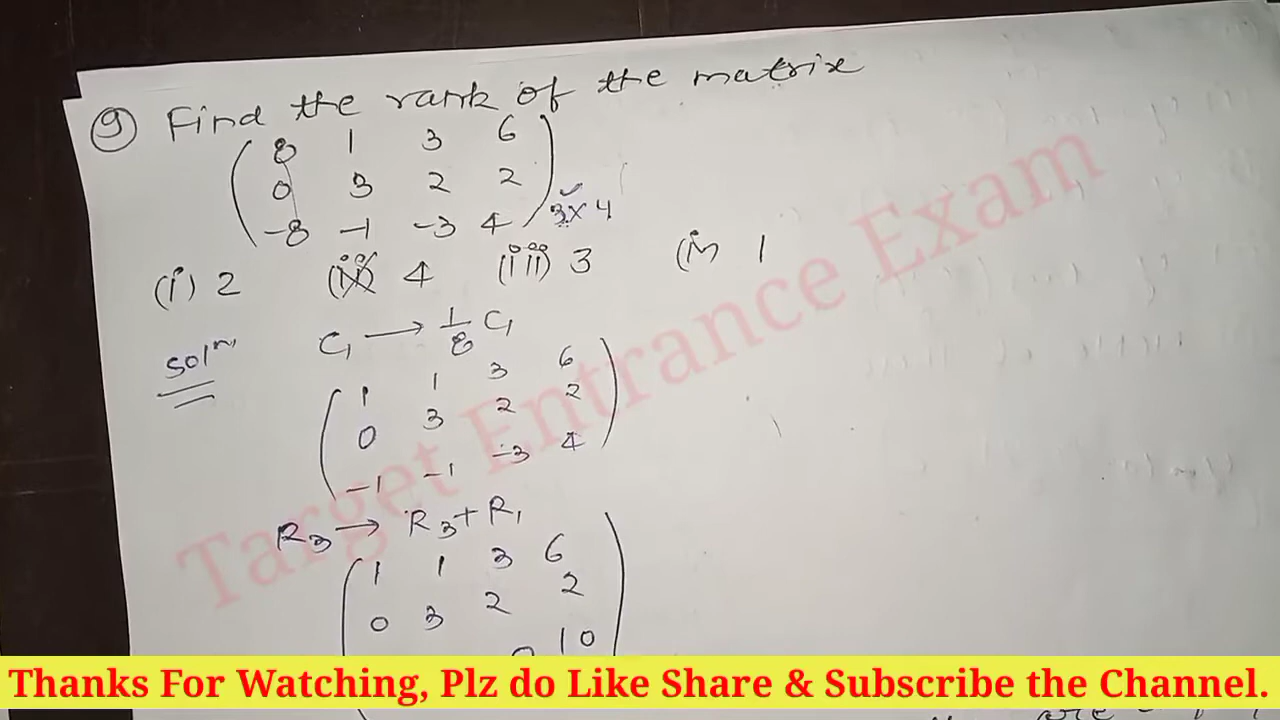 9 Find the rank of the matrix
8 1 3 6
0 3 2 2
-8 -1 -3 4 3×4
(i) 2 (ii) 4 (iii) 3 (iv) 1
Solⁿ, C₁ → 1/8 C₁
1 1 3 6
0 3 2 2
-1 -1 -3 4
R₃ → R₃ + R₁
1 1 3 6
0 3 2 2
10
Target Entrance Exam
Thanks For Watching, Plz do Like Share & Subscribe the Channel.